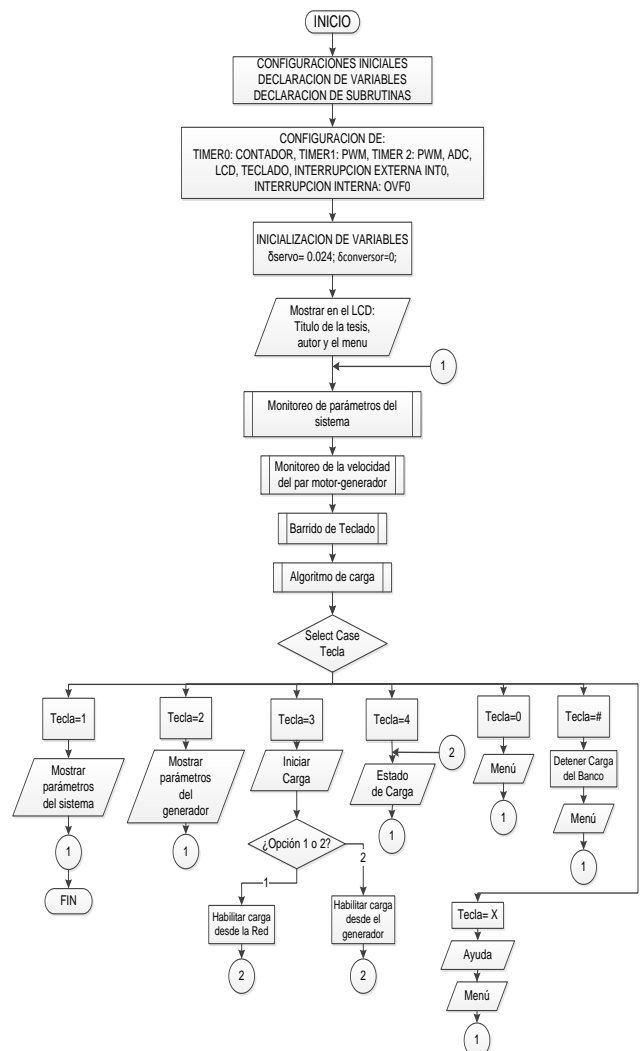 INICIO
CONFIGURACIONES INICIALES
DECLARACION DE VARIABLES
DECLARACION DE SUBRUTINAS
CONFIGURACION DE:
TIMER0: CONTADOR, TIMER1: PWM, TIMER 2: PWM, ADC,
LCD, TECLADO, INTERRUPCION EXTERNA INT0,
INTERRUPCION INTERNA: OVF0
INICIALIZACION DE VARIABLES
δservo= 0.024; δconversor=0;
Mostrar en el LCD:
Titulo de la tesis,
autor y el menu
1
Monitoreo de parámetros del
sistema
Monitoreo de la velocidad
del par motor-generador
Barrido de Teclado
Algoritmo de carga
Select Case
Tecla
Tecla=1
Mostrar
parámetros
del sistema
1
FIN
Tecla=2
Mostrar
parámetros
del
generador
1
Tecla=3
Iniciar
Carga
¿Opción 1 o 2?
1
2
Habilitar carga
desde la Red
2
Habilitar carga
desde el
generador
2
Tecla=4
2
Estado
de Carga
1
Tecla=0
Menú
1
Tecla=#
Detener Carga
del Banco
Menú
1
Tecla= X
Ayuda
Menú
1